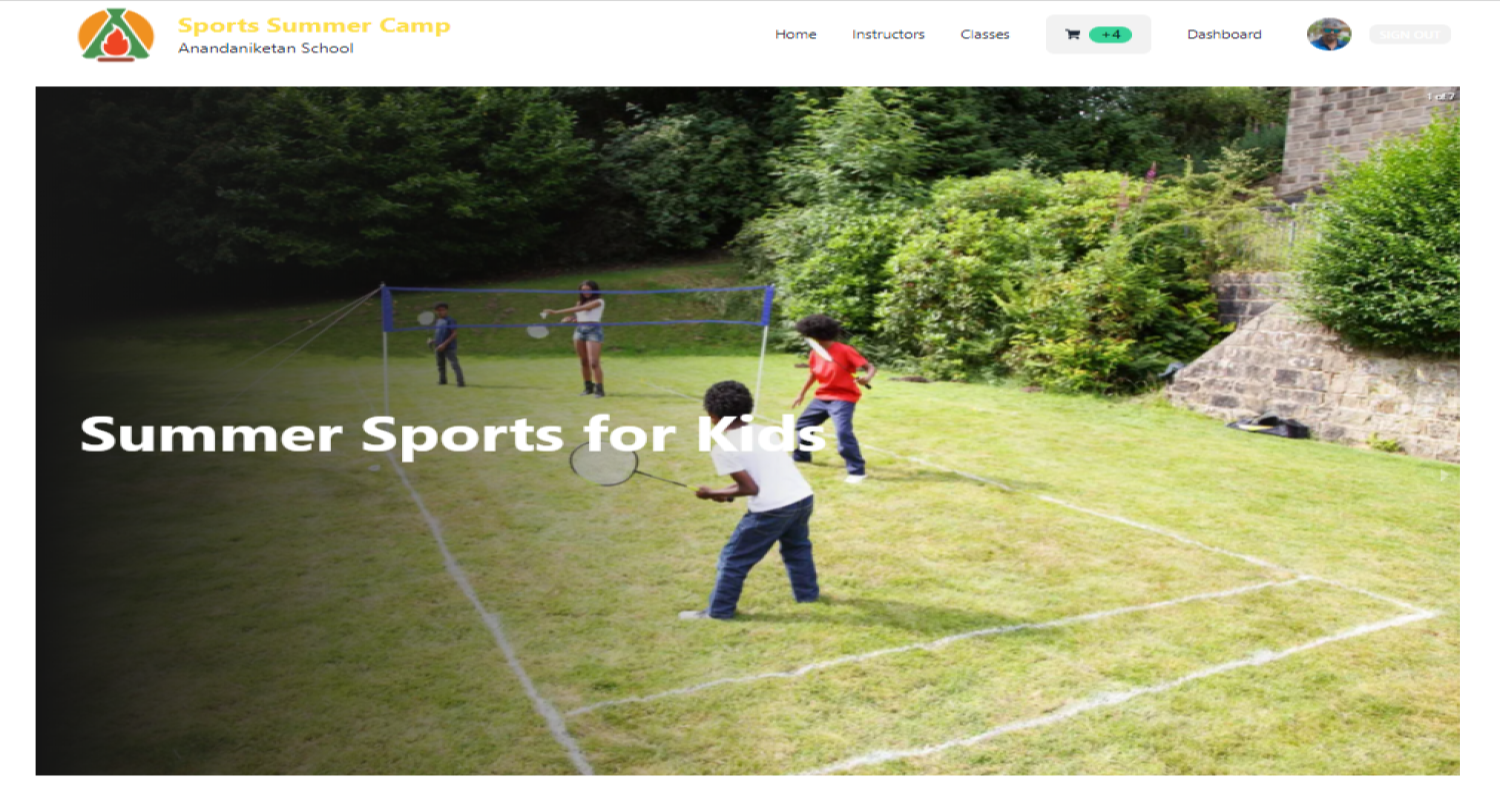 Sports Summer Camp
Anandaniketan School
Home Instructors Classes +4 Dashboard SIGN OUT
1 of 7
Summer Sports for Kids